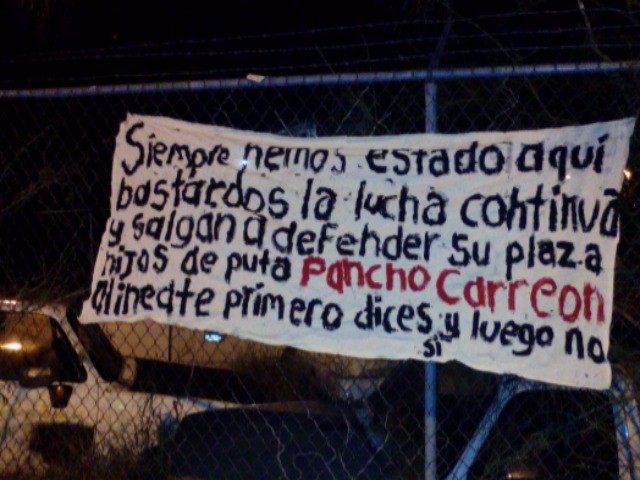 Siempre hemos estado aquí
bastardos la lucha continua
y salgan a defender su plaza
hijos de puta Pancho Carreon
alineate primero dices y luego no
si